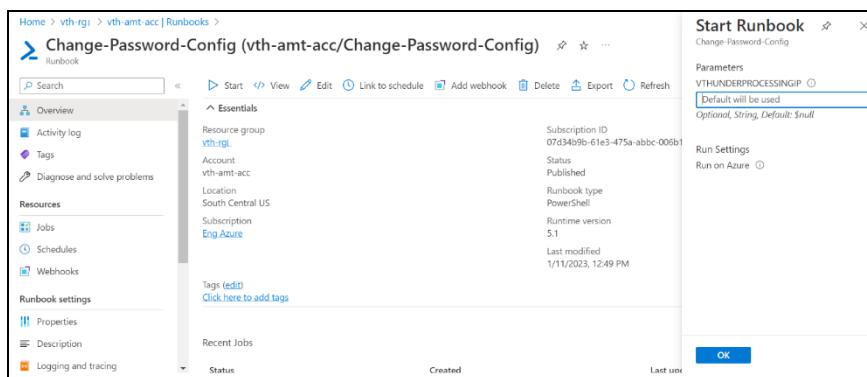 Home > vth-rg1 > vth-amt-acc | Runbooks >
Change-Password-Config (vth-amt-acc/Change-Password-Config)
Runbook
Search
Overview
Activity log
Tags
Diagnose and solve problems
Resources
Jobs
Schedules
Webhooks
Runbook settings
Properties
Description
Logging and tracing
Start
View
Edit
Link to schedule
Add webhook
Delete
Export
Refresh
Essentials
Resource group
vth-rg1
Account
vth-amt-acc
Location
South Central US
Subscription
Eng Azure
Subscription ID
07d34b9b-61e3-475a-abbc-006b1
Status
Published
Runbook type
PowerShell
Runtime version
5.1
Last modified
1/11/2023, 12:49 PM
Tags (edit)
Click here to add tags
Recent Jobs
Status Created Last upd
Start Runbook
Change-Password-Config
Parameters
VTHUNDERPROCESSINGIP
Default will be used
Optional, String, Default: $null
Run Settings
Run on Azure
OK